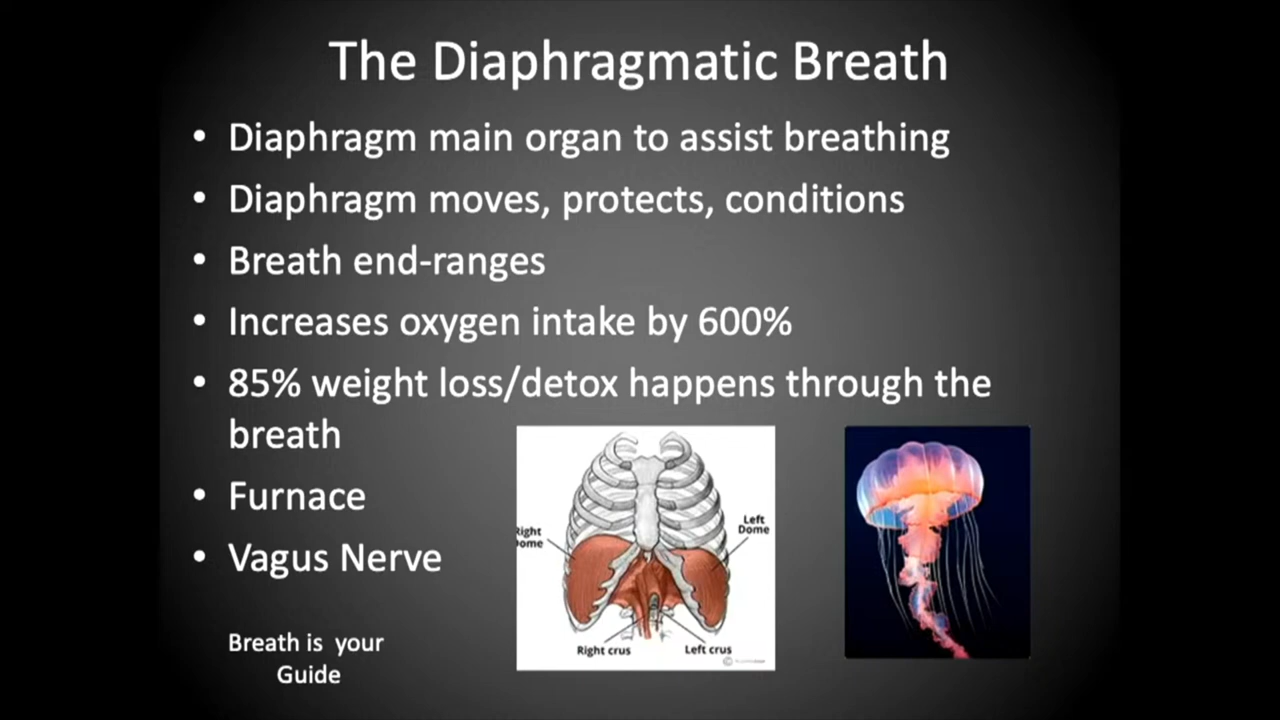 The Diaphragmatic Breath
• Diaphragm main organ to assist breathing
• Diaphragm moves, protects, conditions
• Breath end-ranges
• Increases oxygen intake by 600%
• 85% weight loss/detox happens through the
breath
• Furnace
• Vagus Nerve
Right
Dome
Left
Dome
Right crus
Left crus
Breath is your
Guide